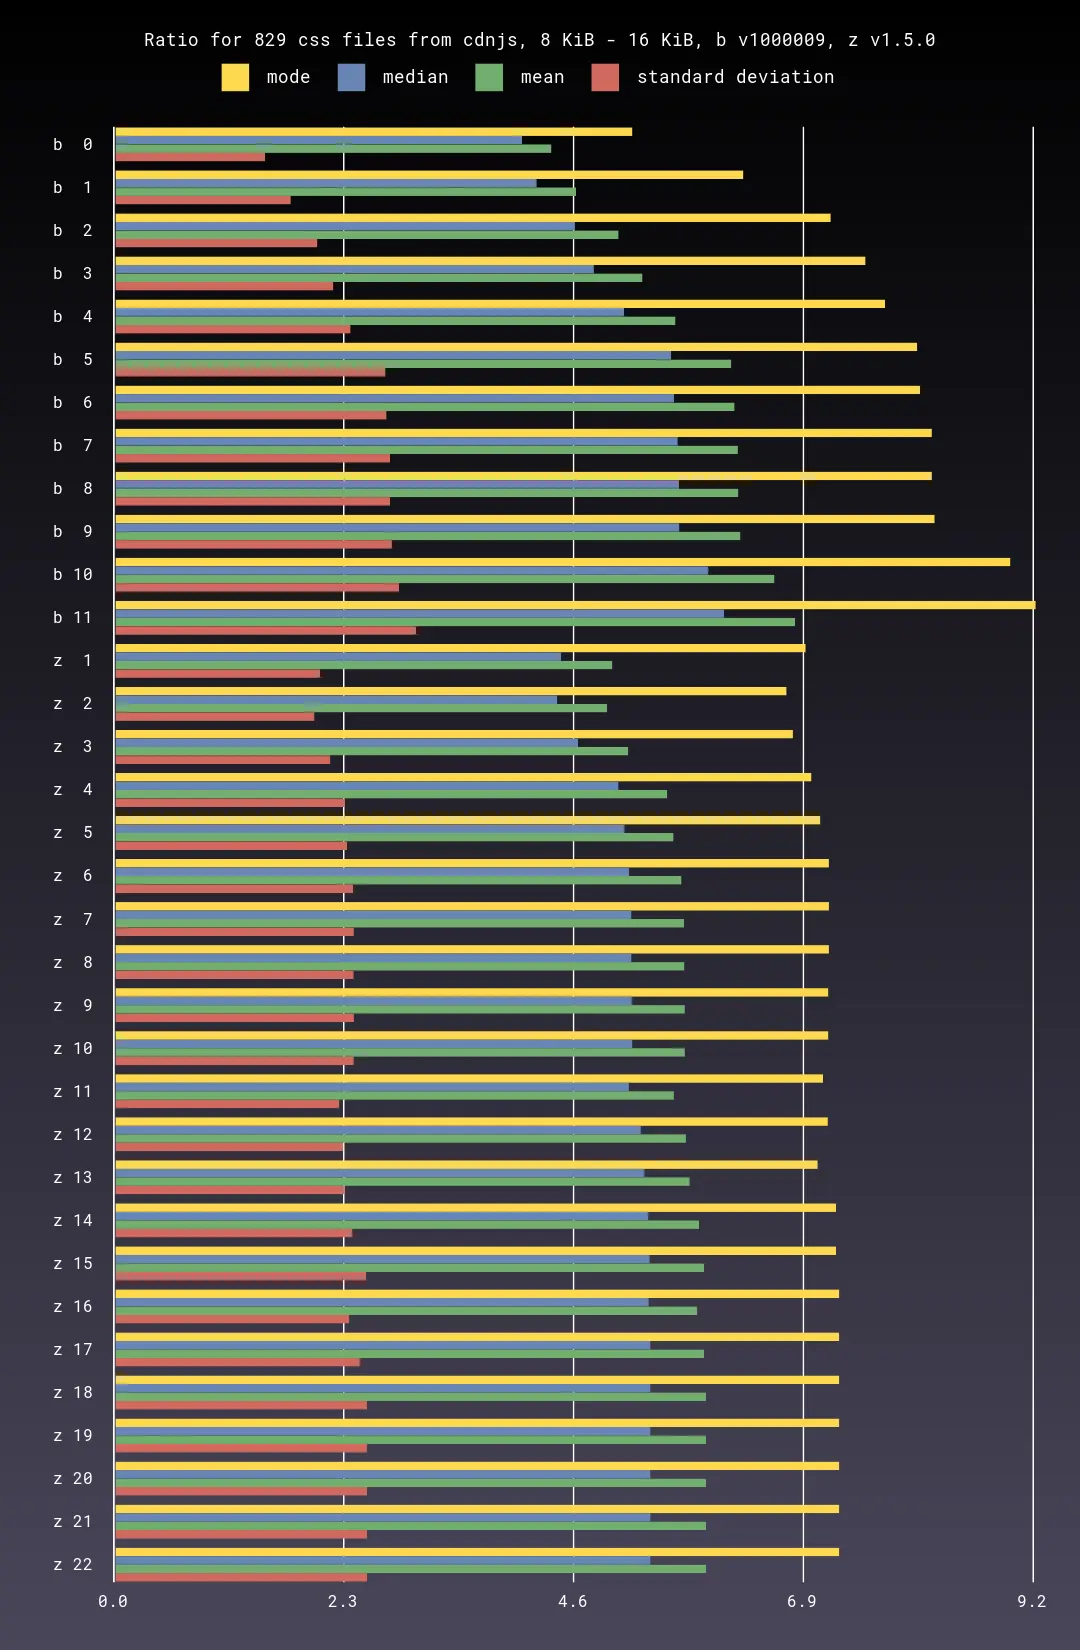 Ratio for 829 css files from cdnjs, 8 KiB - 16 KiB, b v1000009, z v1.5.0
mode median mean standard deviation
b 0
b 1
b 2
b 3
b 4
b 5
b 6
b 7
b 8
b 9
b 10
b 11
z 1
z 2
z 3
z 4
z 5
z 6
z 7
z 8
z 9
z 10
z 11
z 12
z 13
z 14
z 15
z 16
z 17
z 18
z 19
z 20
z 21
z 22
0.0 2.3 4.6 6.9 9.2